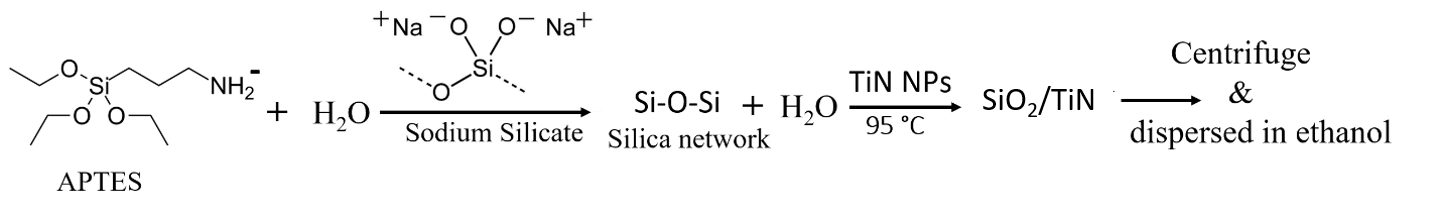 +Na −O O− Na+
Si
O
O
Si
NH2-
O O
APTES
+ H2O
Sodium Silicate
Si-O-Si + H2O
Silica network
TiN NPs
95 °C
SiO2/TiN
Centrifuge
&
dispersed in ethanol